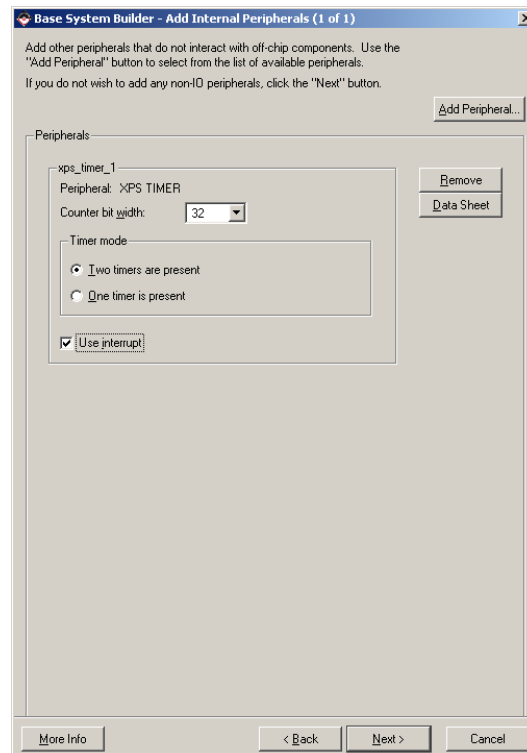 Base System Builder - Add Internal Peripherals (1 of 1)
Add other peripherals that do not interact with off-chip components. Use the
"Add Peripheral" button to select from the list of available peripherals.
If you do not wish to add any non-IO peripherals, click the "Next" button.
Add Peripheral...
Peripherals
xps_timer_1
Peripheral: XPS TIMER
Remove
Counter bit width: 32
Data Sheet
Timer mode
Two timers are present
One timer is present
Use interrupt
More Info
< Back
Next >
Cancel